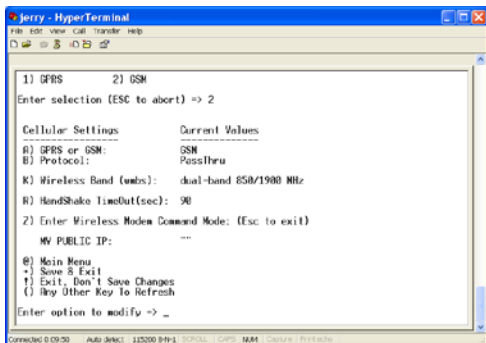 jerry - HyperTerminal
File Edit View Call Transfer Help
1) GPRS 2) GSM
Enter selection (ESC to abort) => 2
Cellular Settings Current Values
A) GPRS or GSM: GSM
B) Protocol: PassThru
K) Wireless Band (wmbs): dual-band 850/1900 MHz
R) HandShake TimeOut(sec): 90
Z) Enter Wireless Modem Command Mode: (Esc to exit)
MY PUBLIC IP: ""
@) Main Menu
+) Save & Exit
!) Exit, Don't Save Changes
() Any Other Key To Refresh
Enter option to modify => _
Connected 0:09:50 Auto detect 115200 8-N-1 SCROLL CAPS NUM Capture Print echo